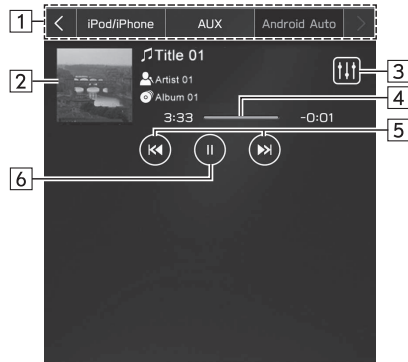 1
iPod/iPhone AUX Android Auto
2
Title 01
3
Artist 01
4
Album 01
3:33 -0:01
5
6